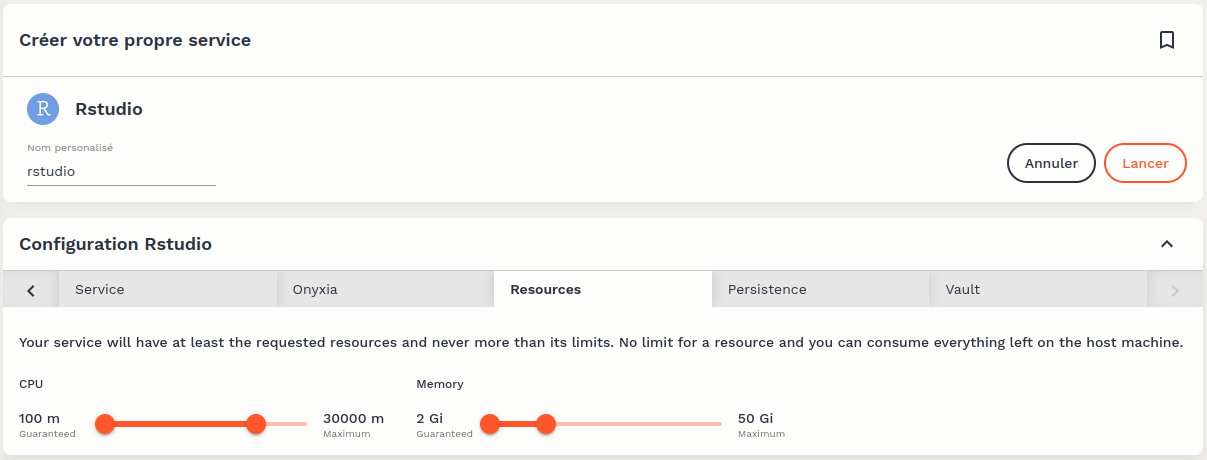 Créer votre propre service
R
Rstudio
Nom personalisé
rstudio
Annuler
Lancer
Configuration Rstudio
Service
Onyxia
Resources
Persistence
Vault
Your service will have at least the requested resources and never more than its limits. No limit for a resource and you can consume everything left on the host machine.
CPU
Memory
100 m
30000 m
2 Gi
50 Gi
Guaranteed
Maximum
Guaranteed
Maximum